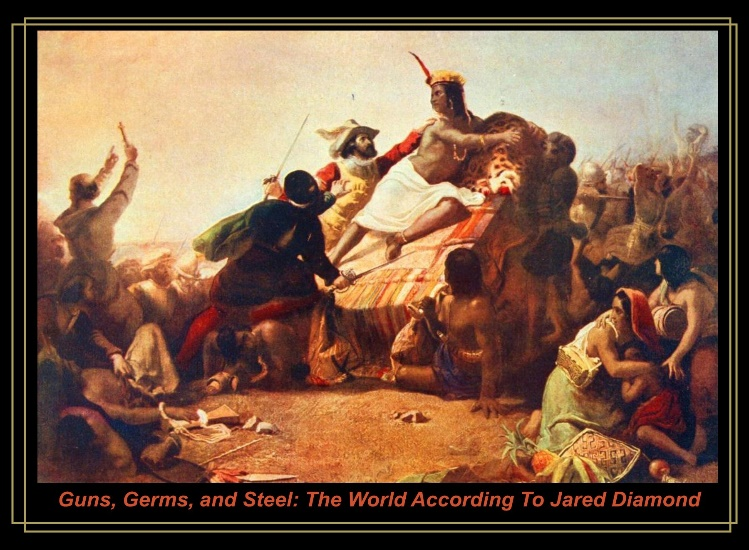 Guns, Germs, and Steel: The World According To Jared Diamond